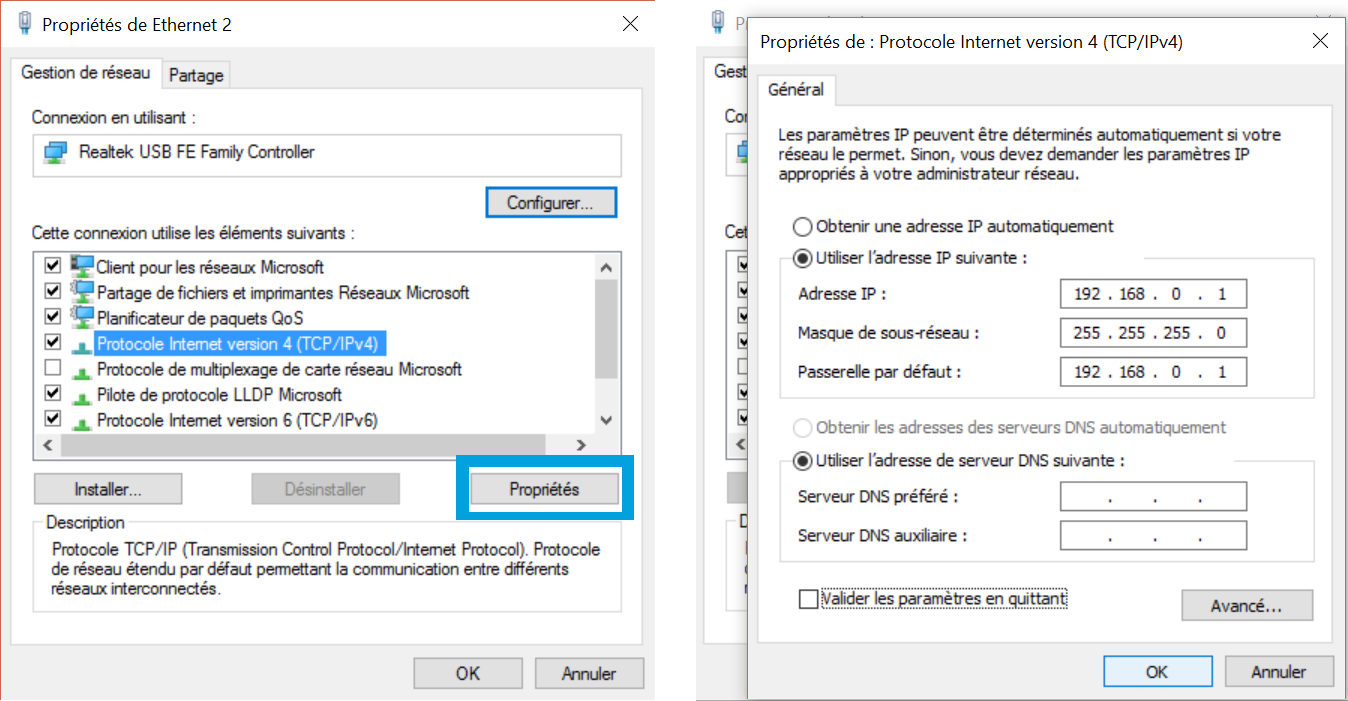 Propriétés de Ethernet 2
Gestion de réseau
Partage
Connexion en utilisant :
Realtek USB FE Family Controller
Configurer...
Cette connexion utilise les éléments suivants :
Client pour les réseaux Microsoft
Partage de fichiers et imprimantes Réseaux Microsoft
Planificateur de paquets QoS
Protocole Internet version 4 (TCP/IPv4)
Protocole de multiplexage de carte réseau Microsoft
Pilote de protocole LLDP Microsoft
Protocole Internet version 6 (TCP/IPv6)
Installer...
Désinstaller
Propriétés
Description
Protocole TCP/IP (Transmission Control Protocol/Internet Protocol). Protocole
de réseau étendu par défaut permettant la communication entre différents
réseaux interconnectés.
OK
Annuler
Propriétés de : Protocole Internet version 4 (TCP/IPv4)
Général
Les paramètres IP peuvent être déterminés automatiquement si votre
réseau le permet. Sinon, vous devez demander les paramètres IP
appropriés à votre administrateur réseau.
Obtenir une adresse IP automatiquement
Utiliser l'adresse IP suivante :
Adresse IP : 192 . 168 . 0 . 1
Masque de sous-réseau : 255 . 255 . 255 . 0
Passerelle par défaut : 192 . 168 . 0 . 1
Obtenir les adresses des serveurs DNS automatiquement
Utiliser l'adresse de serveur DNS suivante :
Serveur DNS préféré : . . .
Serveur DNS auxiliaire : . . .
Valider les paramètres en quittant
Avancé...
OK
Annuler